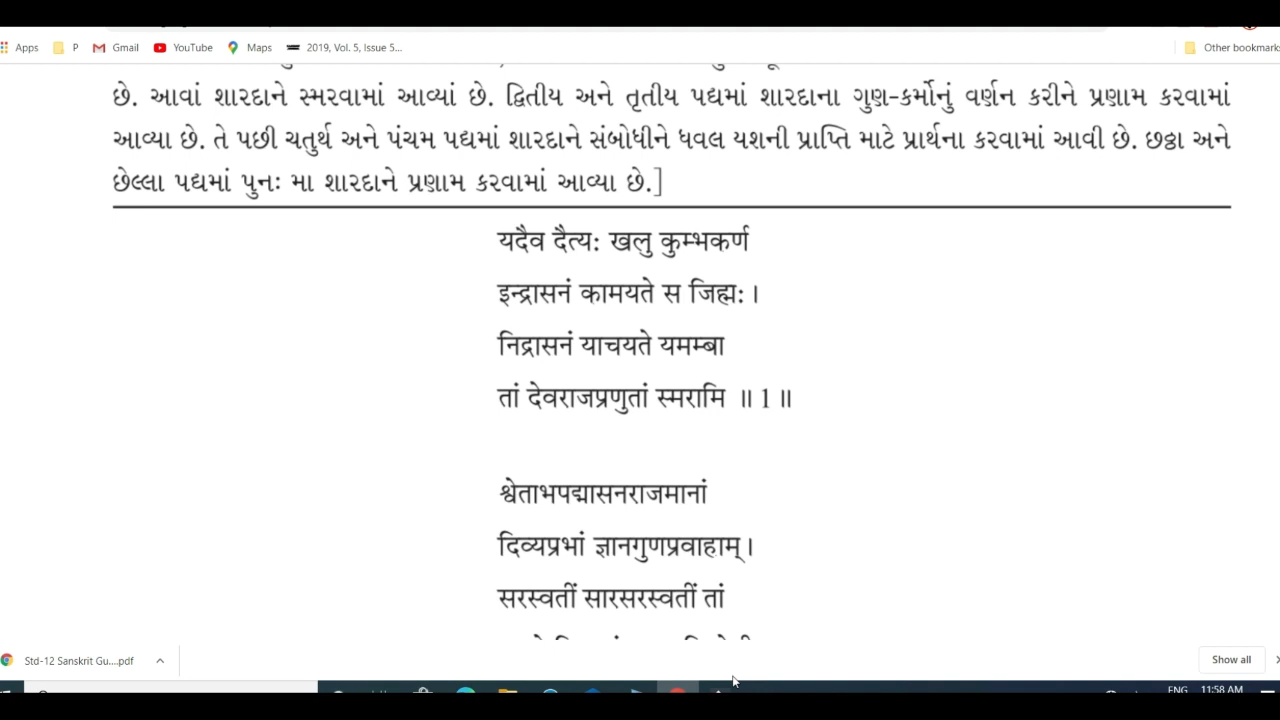 Apps P Gmail YouTube Maps 2019, Vol. 5, Issue 5... Other bookmarks
છે. આવાં શારદાને સ્મરવામાં આવ્યાં છે. દ્વિતીય અને તૃતીય પદ્યમાં શારદાના ગુણ-કર્મોનું વર્ણન કરીને પ્રણામ કરવામાં
આવ્યા છે. તે પછી ચતુર્થ અને પંચમ પદ્યમાં શારદાને સંબોધીને ધવલ યશની પ્રાપ્તિ માટે પ્રાર્થના કરવામાં આવી છે. છઠ્ઠા અને
છેલ્લા પદ્યમાં પુનઃ મા શારદાને પ્રણામ કરવામાં આવ્યા છે.]
यदैव दैत्यः खलु कुम्भकर्ण
इन्द्रासनं कामयते स जिह्मः ।
निद्रासनं याचयते यमम्बा
तां देवराजप्रणुतां स्मरामि ॥ 1 ॥
श्वेताभपद्मासनराजमानां
दिव्यप्रभां ज्ञानगुणप्रवाहाम् ।
सरस्वतीं सारसरस्वतीं तां
Std-12 Sanskrit Gu....pdf Show all
ENG 11:58 AM